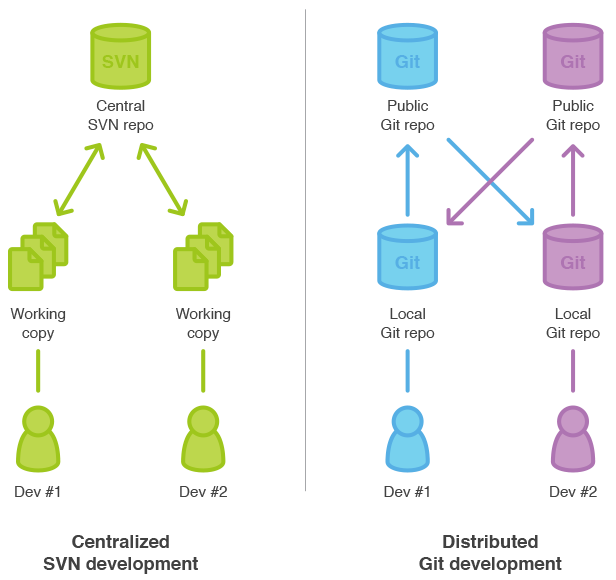 SVN
Central
SVN repo
Working
copy
Working
copy
Dev #1
Dev #2
Centralized
SVN development
Git
Git
Public
Git repo
Public
Git repo
Git
Git
Local
Git repo
Local
Git repo
Dev #1
Dev #2
Distributed
Git development